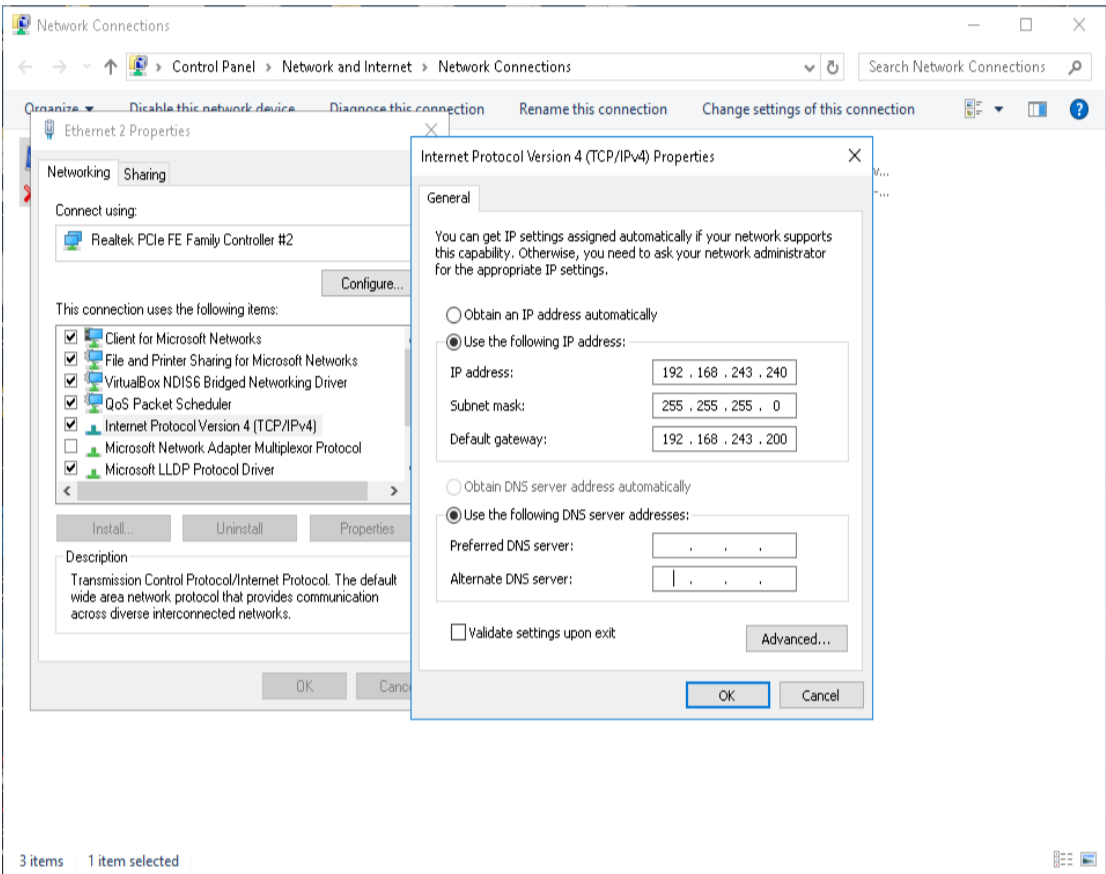 Network Connections
Control Panel > Network and Internet > Network Connections
Search Network Connections
Organize Disable this network device Diagnose this connection Rename this connection Change settings of this connection
Ethernet 2 Properties
Networking Sharing
Connect using:
Realtek PCIe FE Family Controller #2
Configure...
This connection uses the following items:
Client for Microsoft Networks
File and Printer Sharing for Microsoft Networks
VirtualBox NDIS6 Bridged Networking Driver
QoS Packet Scheduler
Internet Protocol Version 4 (TCP/IPv4)
Microsoft Network Adapter Multiplexor Protocol
Microsoft LLDP Protocol Driver
Install... Uninstall Properties
Description
Transmission Control Protocol/Internet Protocol. The default
wide area network protocol that provides communication
across diverse interconnected networks.
OK Cance
Internet Protocol Version 4 (TCP/IPv4) Properties
General
You can get IP settings assigned automatically if your network supports
this capability. Otherwise, you need to ask your network administrator
for the appropriate IP settings.
Obtain an IP address automatically
Use the following IP address:
IP address: 192 . 168 . 243 . 240
Subnet mask: 255 . 255 . 255 . 0
Default gateway: 192 . 168 . 243 . 200
Obtain DNS server address automatically
Use the following DNS server addresses:
Preferred DNS server: . . .
Alternate DNS server: . . .
Validate settings upon exit
Advanced...
OK Cancel
3 items 1 item selected